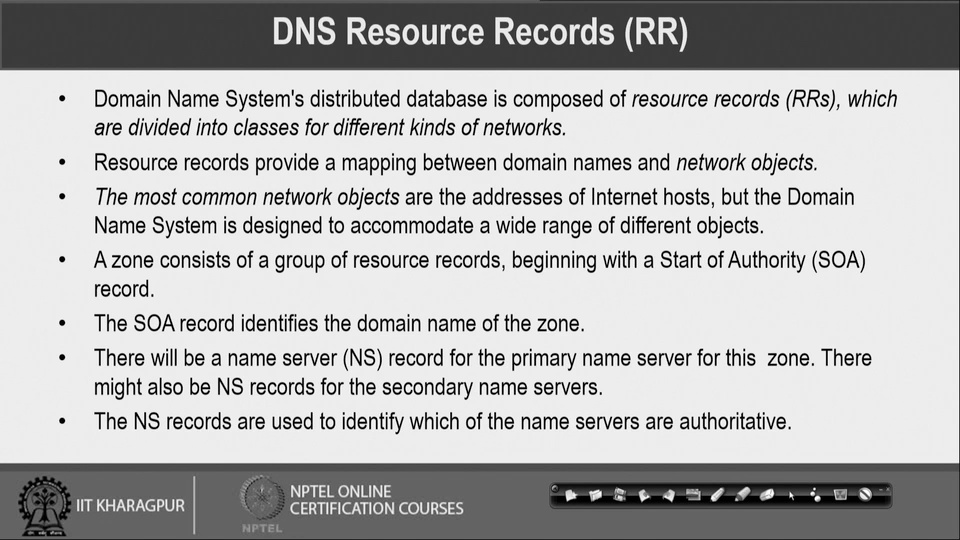 DNS Resource Records (RR)
• Domain Name System's distributed database is composed of resource records (RRs), which
are divided into classes for different kinds of networks.
• Resource records provide a mapping between domain names and network objects.
• The most common network objects are the addresses of Internet hosts, but the Domain
Name System is designed to accommodate a wide range of different objects.
• A zone consists of a group of resource records, beginning with a Start of Authority (SOA)
record.
• The SOA record identifies the domain name of the zone.
• There will be a name server (NS) record for the primary name server for this zone. There
might also be NS records for the secondary name servers.
• The NS records are used to identify which of the name servers are authoritative.
IIT KHARAGPUR
NPTEL
NPTEL ONLINE
CERTIFICATION COURSES